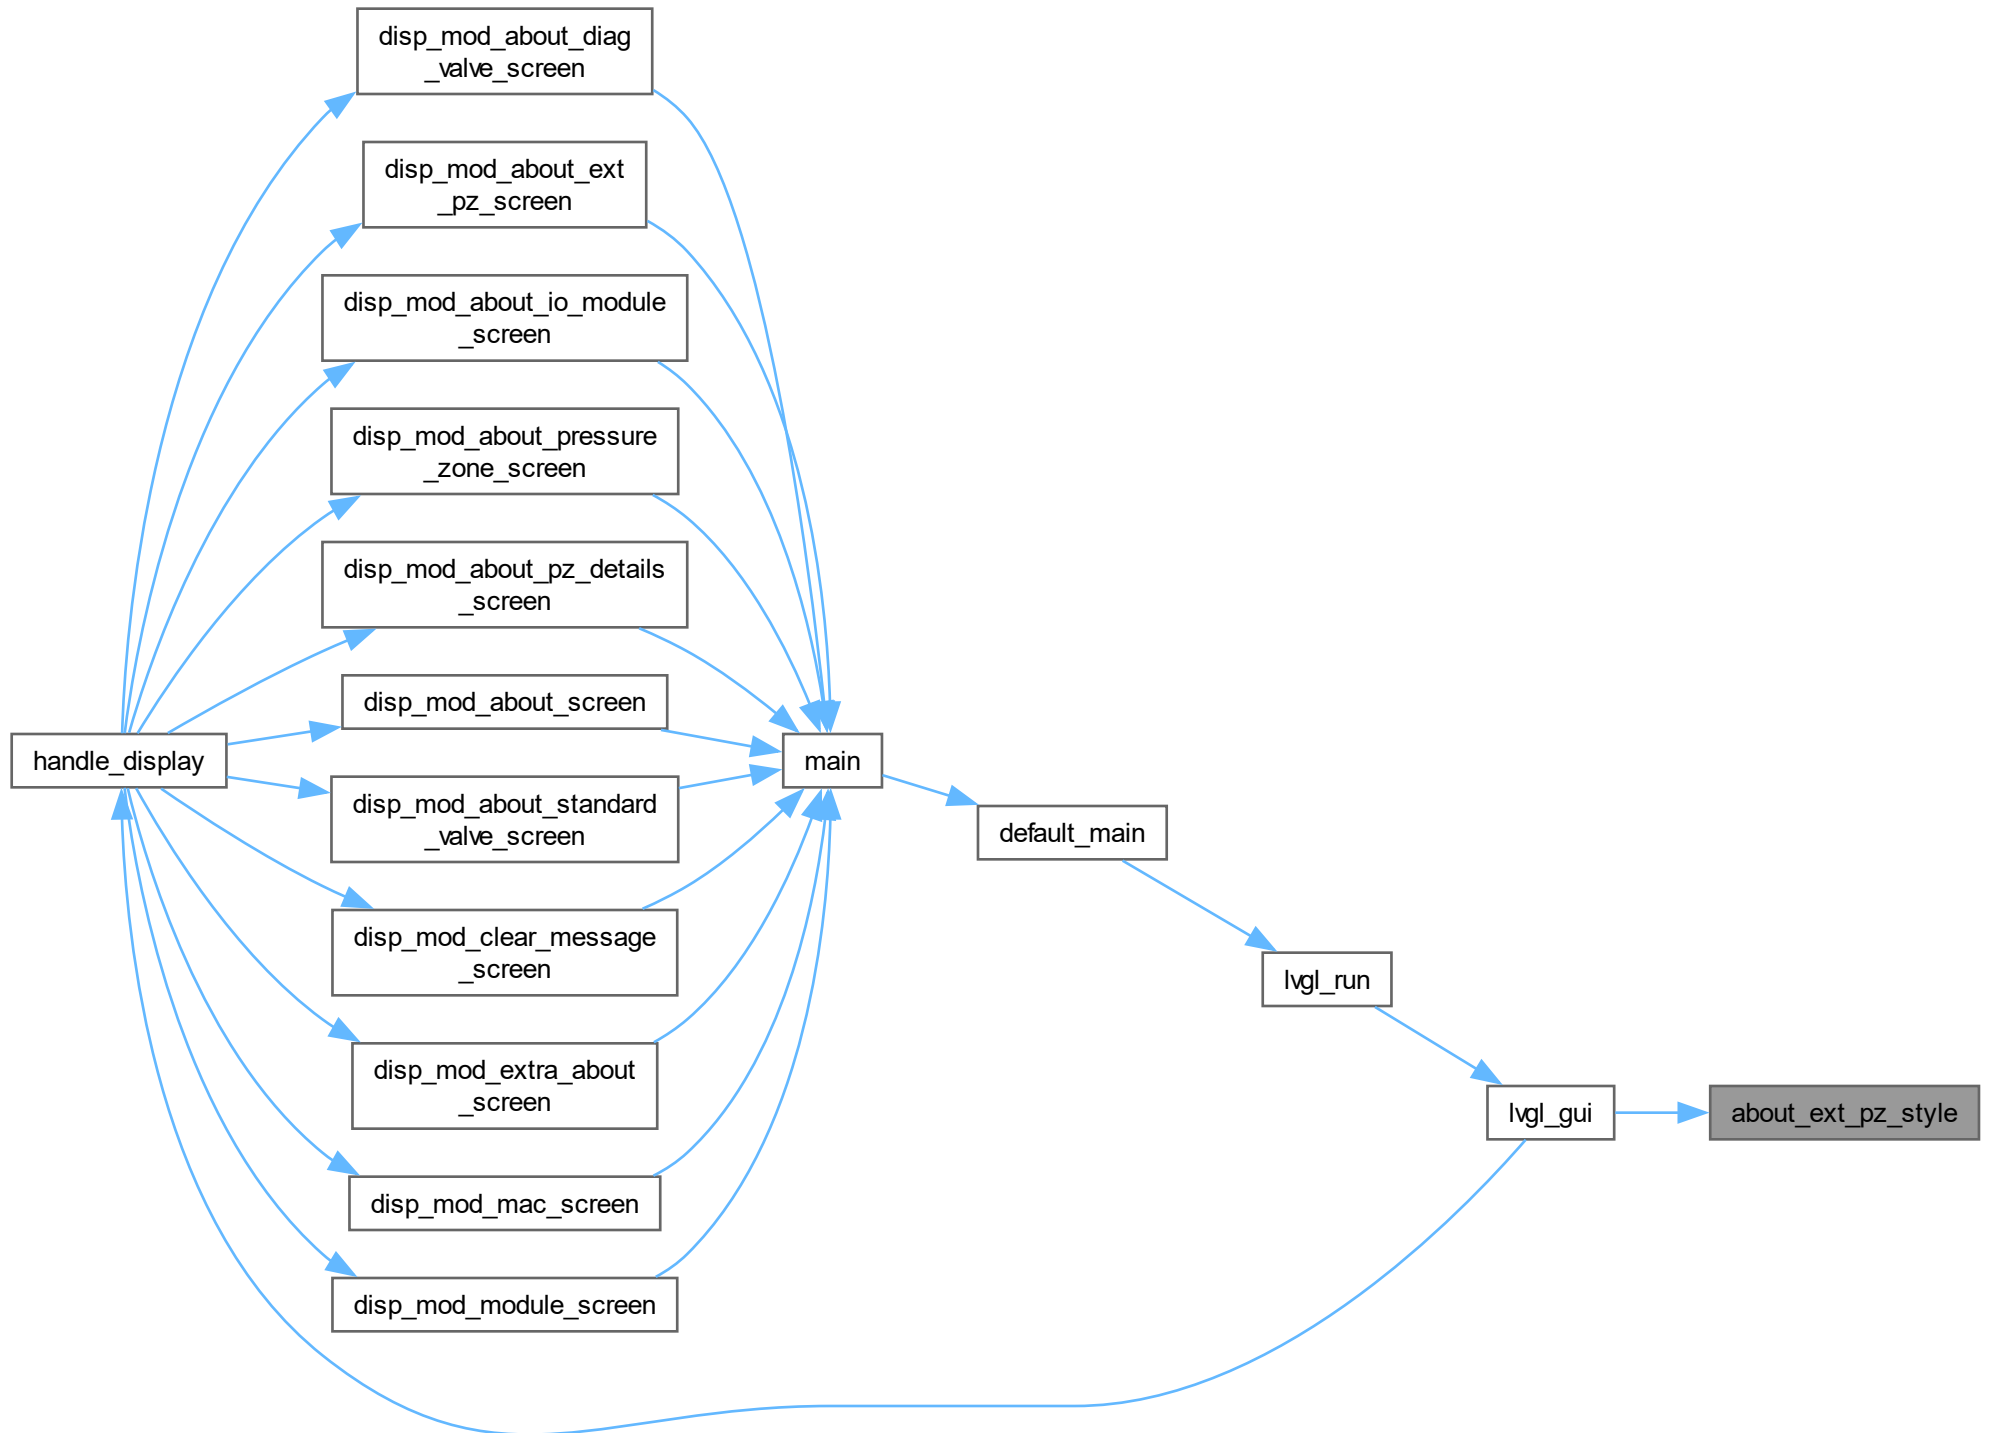 disp_mod_about_diag
_valve_screen
disp_mod_about_ext
_pz_screen
disp_mod_about_io_module
_screen
disp_mod_about_pressure
_zone_screen
disp_mod_about_pz_details
_screen
disp_mod_about_screen
handle_display
main
disp_mod_about_standard
_valve_screen
default_main
disp_mod_clear_message
_screen
lvgl_run
disp_mod_extra_about
_screen
lvgl_gui
about_ext_pz_style
disp_mod_mac_screen
disp_mod_module_screen